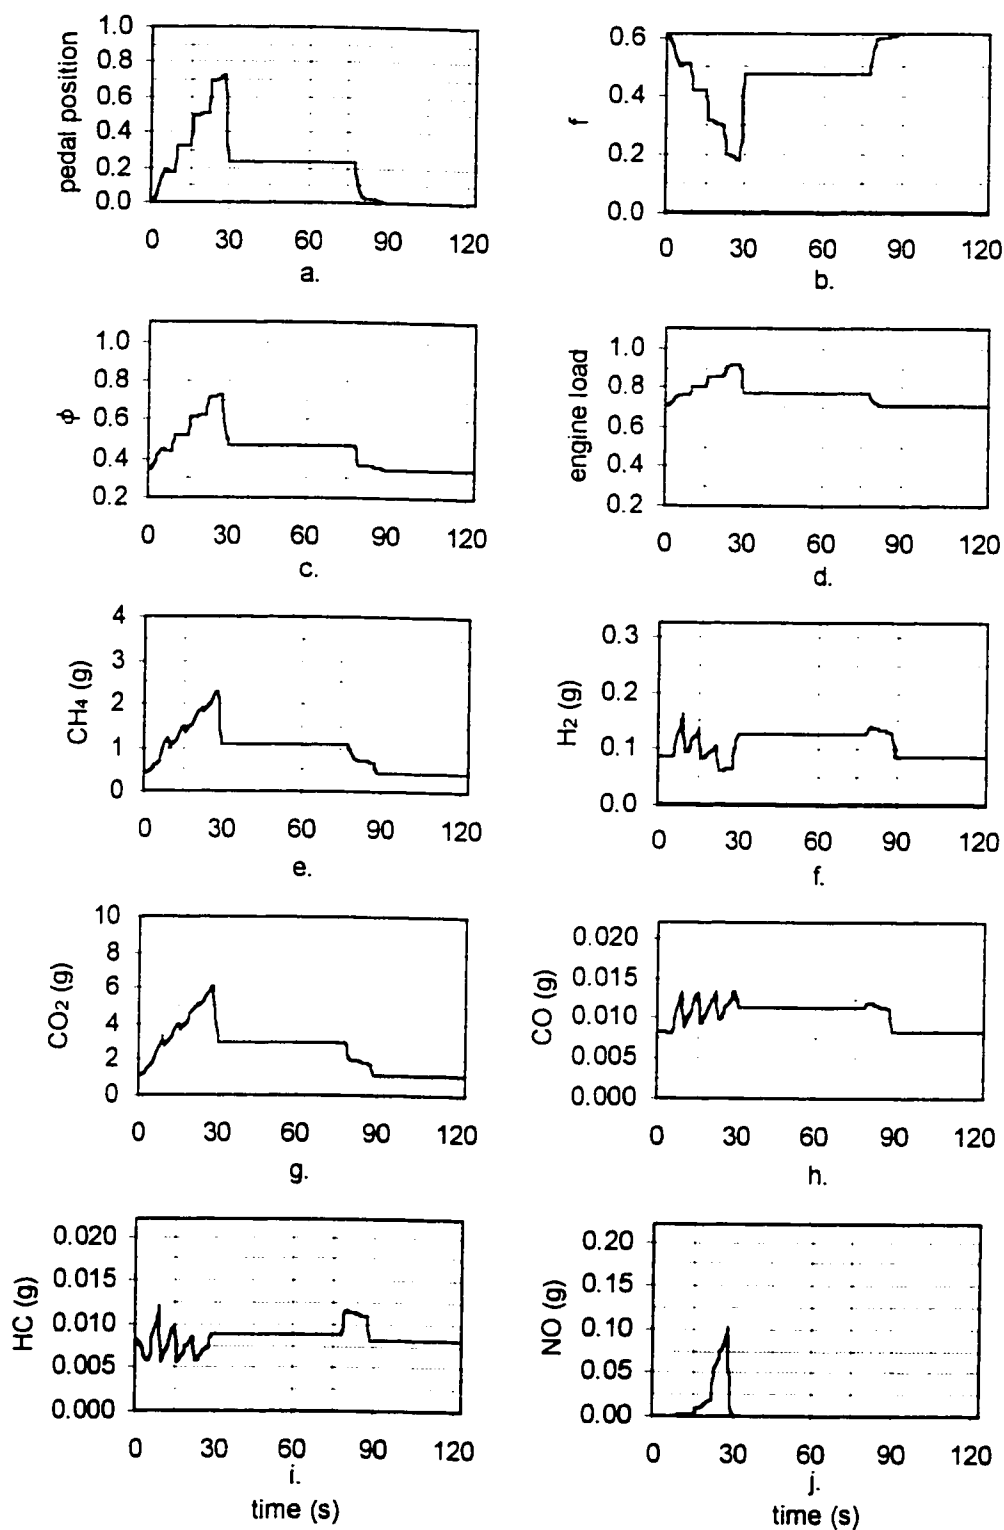 pedal position
1.0
0.8
0.6
0.4
0.2
0.0
0 30 60 90 120
a.
f
0.6
0.4
0.2
0.0
0 30 60 90 120
b.
ϕ
1.0
0.8
0.6
0.4
0.2
0 30 60 90 120
c.
engine load
1.0
0.8
0.6
0.4
0.2
0 30 60 90 120
d.
CH₄ (g)
4
3
2
1
0
0 30 60 90 120
e.
H₂ (g)
0.3
0.2
0.1
0.0
0 30 60 90 120
f.
CO₂ (g)
10
8
6
4
2
0
0 30 60 90 120
g.
CO (g)
0.020
0.015
0.010
0.005
0.000
0 30 60 90 120
h.
HC (g)
0.020
0.015
0.010
0.005
0.000
0 30 60 90 120
i.
time (s)
NO (g)
0.20
0.15
0.10
0.05
0.00
0 30 60 90 120
j.
time (s)